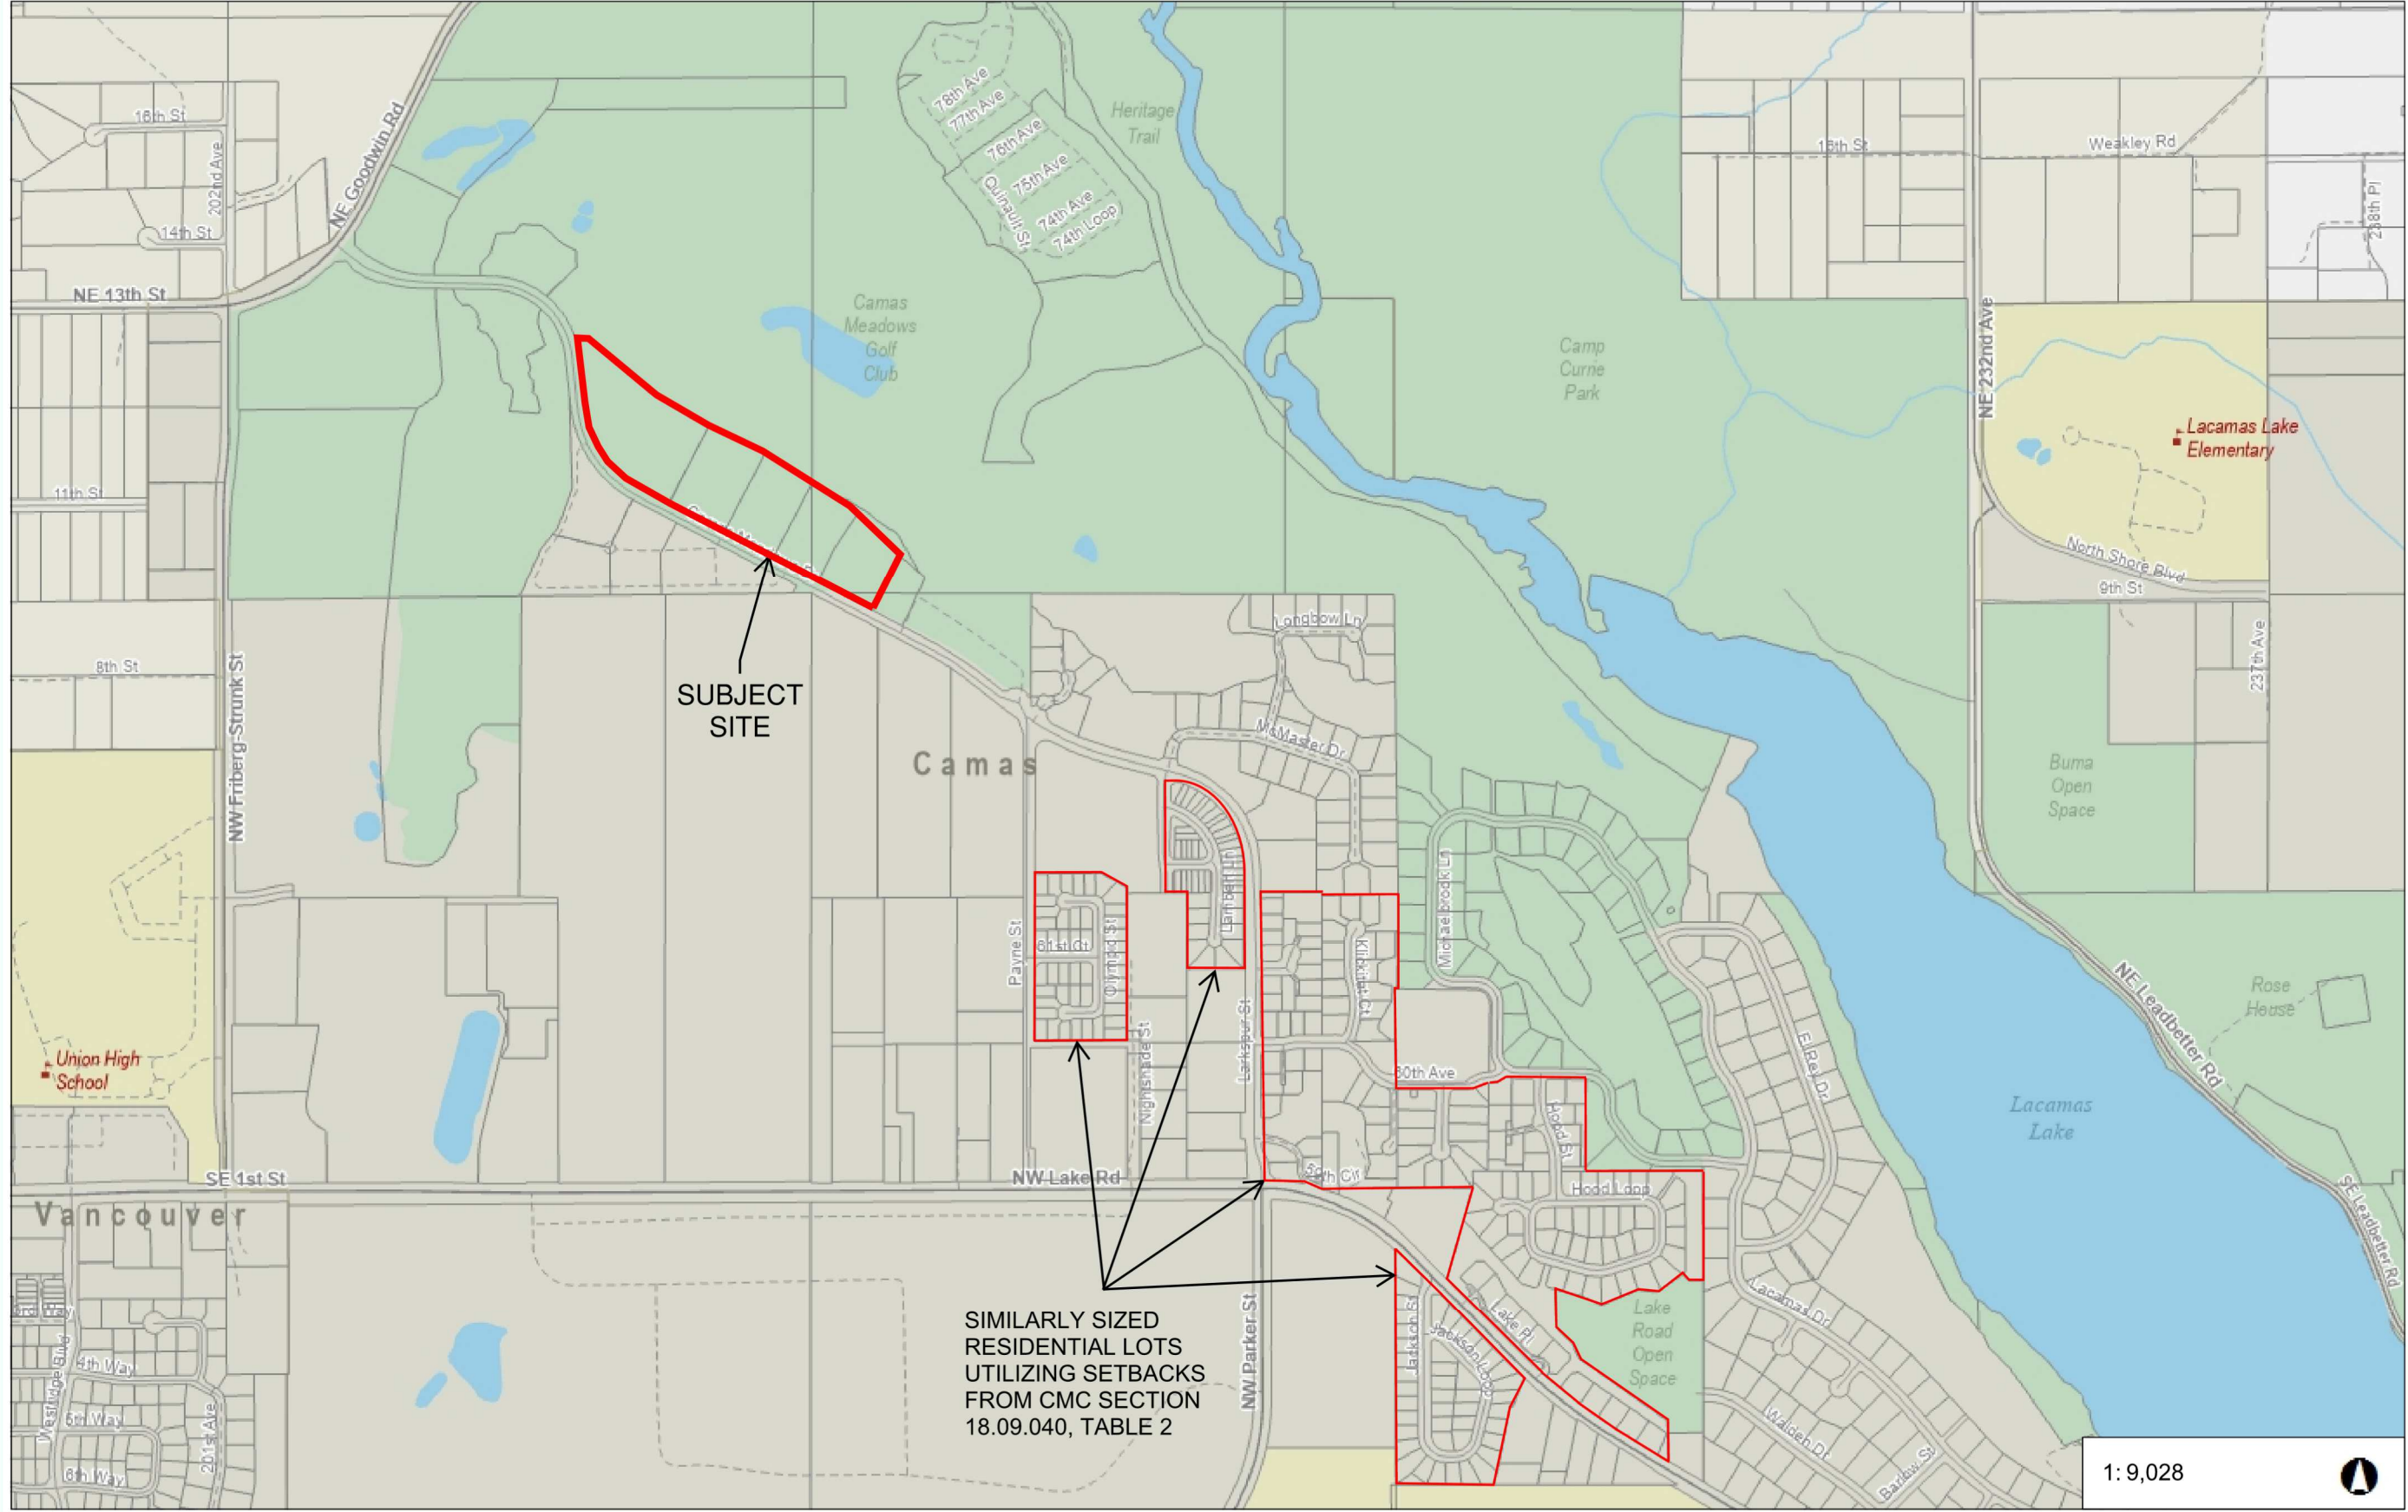 78th Ave
77th Ave
76th Ave
75th Ave
74th Ave
74th Loop
Quinault St
Heritage
Trail
16th St
202nd Ave
NE Goodwin Rd
14th St
NE 13th St
Camas
Meadows
Golf
Club
Camp
Currie
Park
16th St
Weakley Rd
238th Pl
NE 232nd Ave
Lacamas Lake
Elementary
11th St
North Shore Blvd
9th St
Longbow Ln
8th St
237th Ave
SUBJECT
SITE
NW Friberg-Strunk St
McMaster Dr
Camas
Buma
Open
Space
Lambert Ln
Michaelbrook Ln
Payne St
61st Ct
Olympic St
Klickitat Ct
NE Leadbetter Rd
Rose
House
Larkspur St
Nightshade St
Union High
School
60th Ave
El Rey Dr
Hood St
Lacamas
Lake
SE 1st St
NW Lake Rd
59th Cir
Hood Loop
SE Leadbetter Rd
Vancouver
SIMILARLY SIZED
RESIDENTIAL LOTS
UTILIZING SETBACKS
FROM CMC SECTION
18.09.040, TABLE 2
NW Parker St
Jackson St
Jackson Loop
Lake Pl
Lake
Road
Open
Space
Lacamas Dr
Westridge Blvd
4th Way
5th Way
6th Way
201st Ave
Walden Dr
Barlow St
1: 9,028